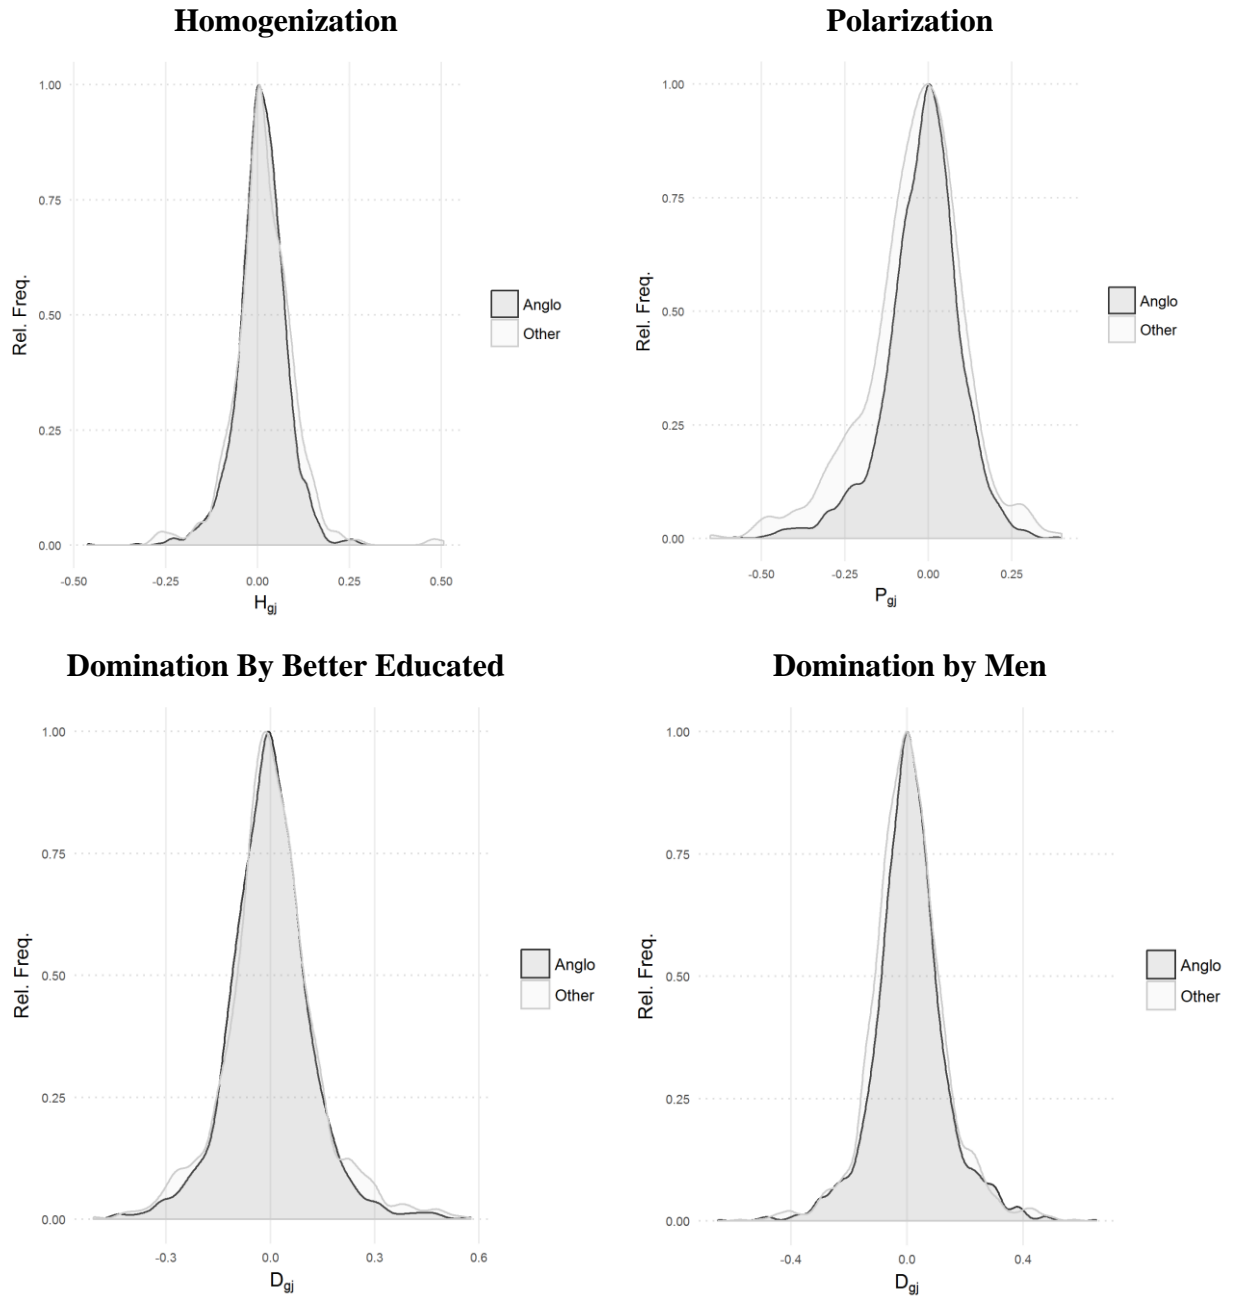 Homogenization
1.00
0.75
0.50
0.25
0.00
Rel. Freq.
-0.50 -0.25 0.00 0.25 0.50
Hgj
Anglo
Other
Polarization
1.00
0.75
0.50
0.25
0.00
Rel. Freq.
-0.50 -0.25 0.00 0.25
Pgj
Anglo
Other
Domination By Better Educated
1.00
0.75
0.50
0.25
0.00
Rel. Freq.
-0.3 0.0 0.3 0.6
Dgj
Anglo
Other
Domination by Men
1.00
0.75
0.50
0.25
0.00
Rel. Freq.
-0.4 0.0 0.4
Dgj
Anglo
Other